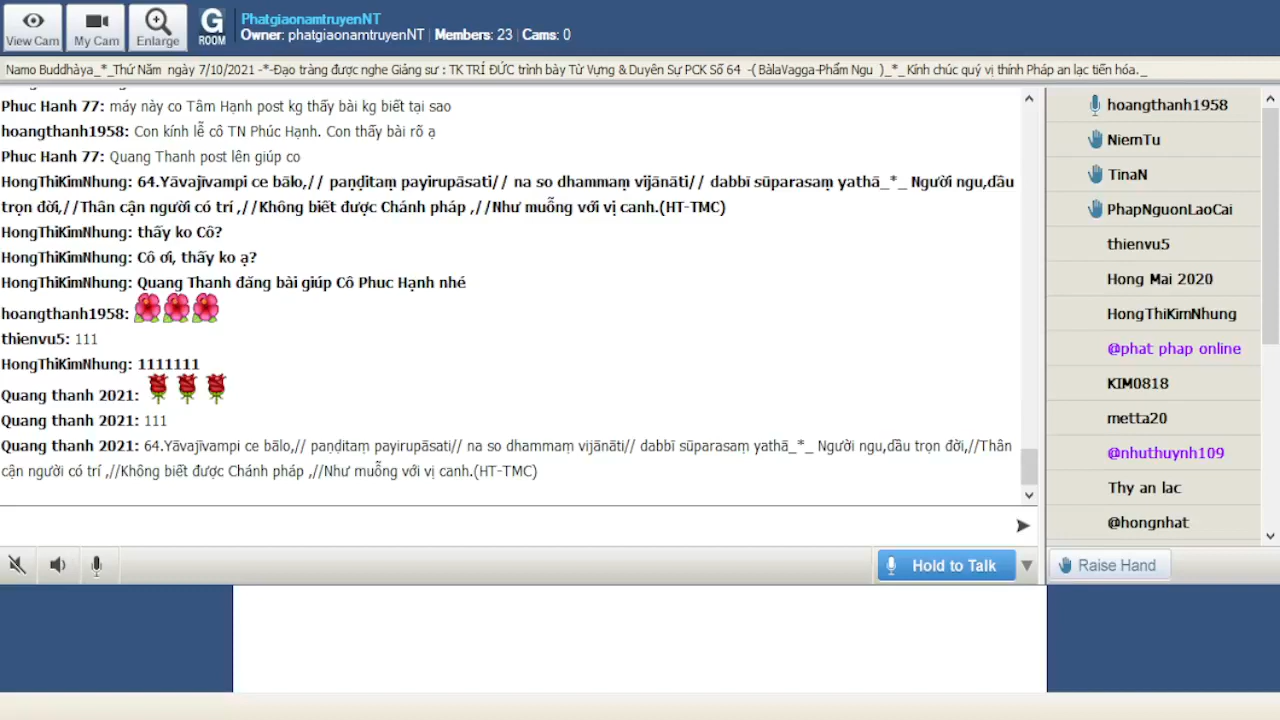 View Cam
My Cam
Enlarge
G
ROOM
PhatgiaonamtruyenNT
Owner: phatgiaonamtruyenNT | Members: 23 | Cams: 0
Namo Buddhàya_*_Thứ Năm ngày 7/10/2021 -*-Đạo tràng được nghe Giảng sư : TK TRÍ ĐỨC trình bày Từ Vựng & Duyên Sự PCK Số 64 -( BàlaVagga-Phẩm Ngu )_*_ Kính chúc quý vị thính Pháp an lạc tiến hóa._
Phuc Hanh 77: máy này co Tâm Hạnh post kg thấy bài kg biết tại sao
hoangthanh1958: Con kính lễ cô TN Phúc Hạnh. Con thấy bài rõ ạ
Phuc Hanh 77: Quang Thanh post lên giúp co
HongThiKimNhung: 64.Yāvajīvampi ce bālo,// paṇḍitaṃ payirupāsati// na so dhammaṃ vijānāti// dabbī sūparasaṃ yathā_*_ Người ngu,dầu
trọn đời,//Thân cận người có trí ,//Không biết được Chánh pháp ,//Như muỗng với vị canh.(HT-TMC)
HongThiKimNhung: thấy ko Cô?
HongThiKimNhung: Cô ơi, thấy ko ạ?
HongThiKimNhung: Quang Thanh đăng bài giúp Cô Phuc Hạnh nhé
hoangthanh1958:
thienvu5: 111
HongThiKimNhung: 1111111
Quang thanh 2021:
Quang thanh 2021: 111
Quang thanh 2021: 64.Yāvajīvampi ce bālo,// paṇḍitaṃ payirupāsati// na so dhammaṃ vijānāti// dabbī sūparasaṃ yathā_*_ Người ngu,dầu trọn đời,//Thân
cận người có trí ,//Không biết được Chánh pháp ,//Như muỗng với vị canh.(HT-TMC)
Hold to Talk
hoangthanh1958
NiemTu
TinaN
PhapNguonLaoCai
thienvu5
Hong Mai 2020
HongThiKimNhung
@phat phap online
KIM0818
metta20
@nhuthuynh109
Thy an lac
@hongnhat
Raise Hand